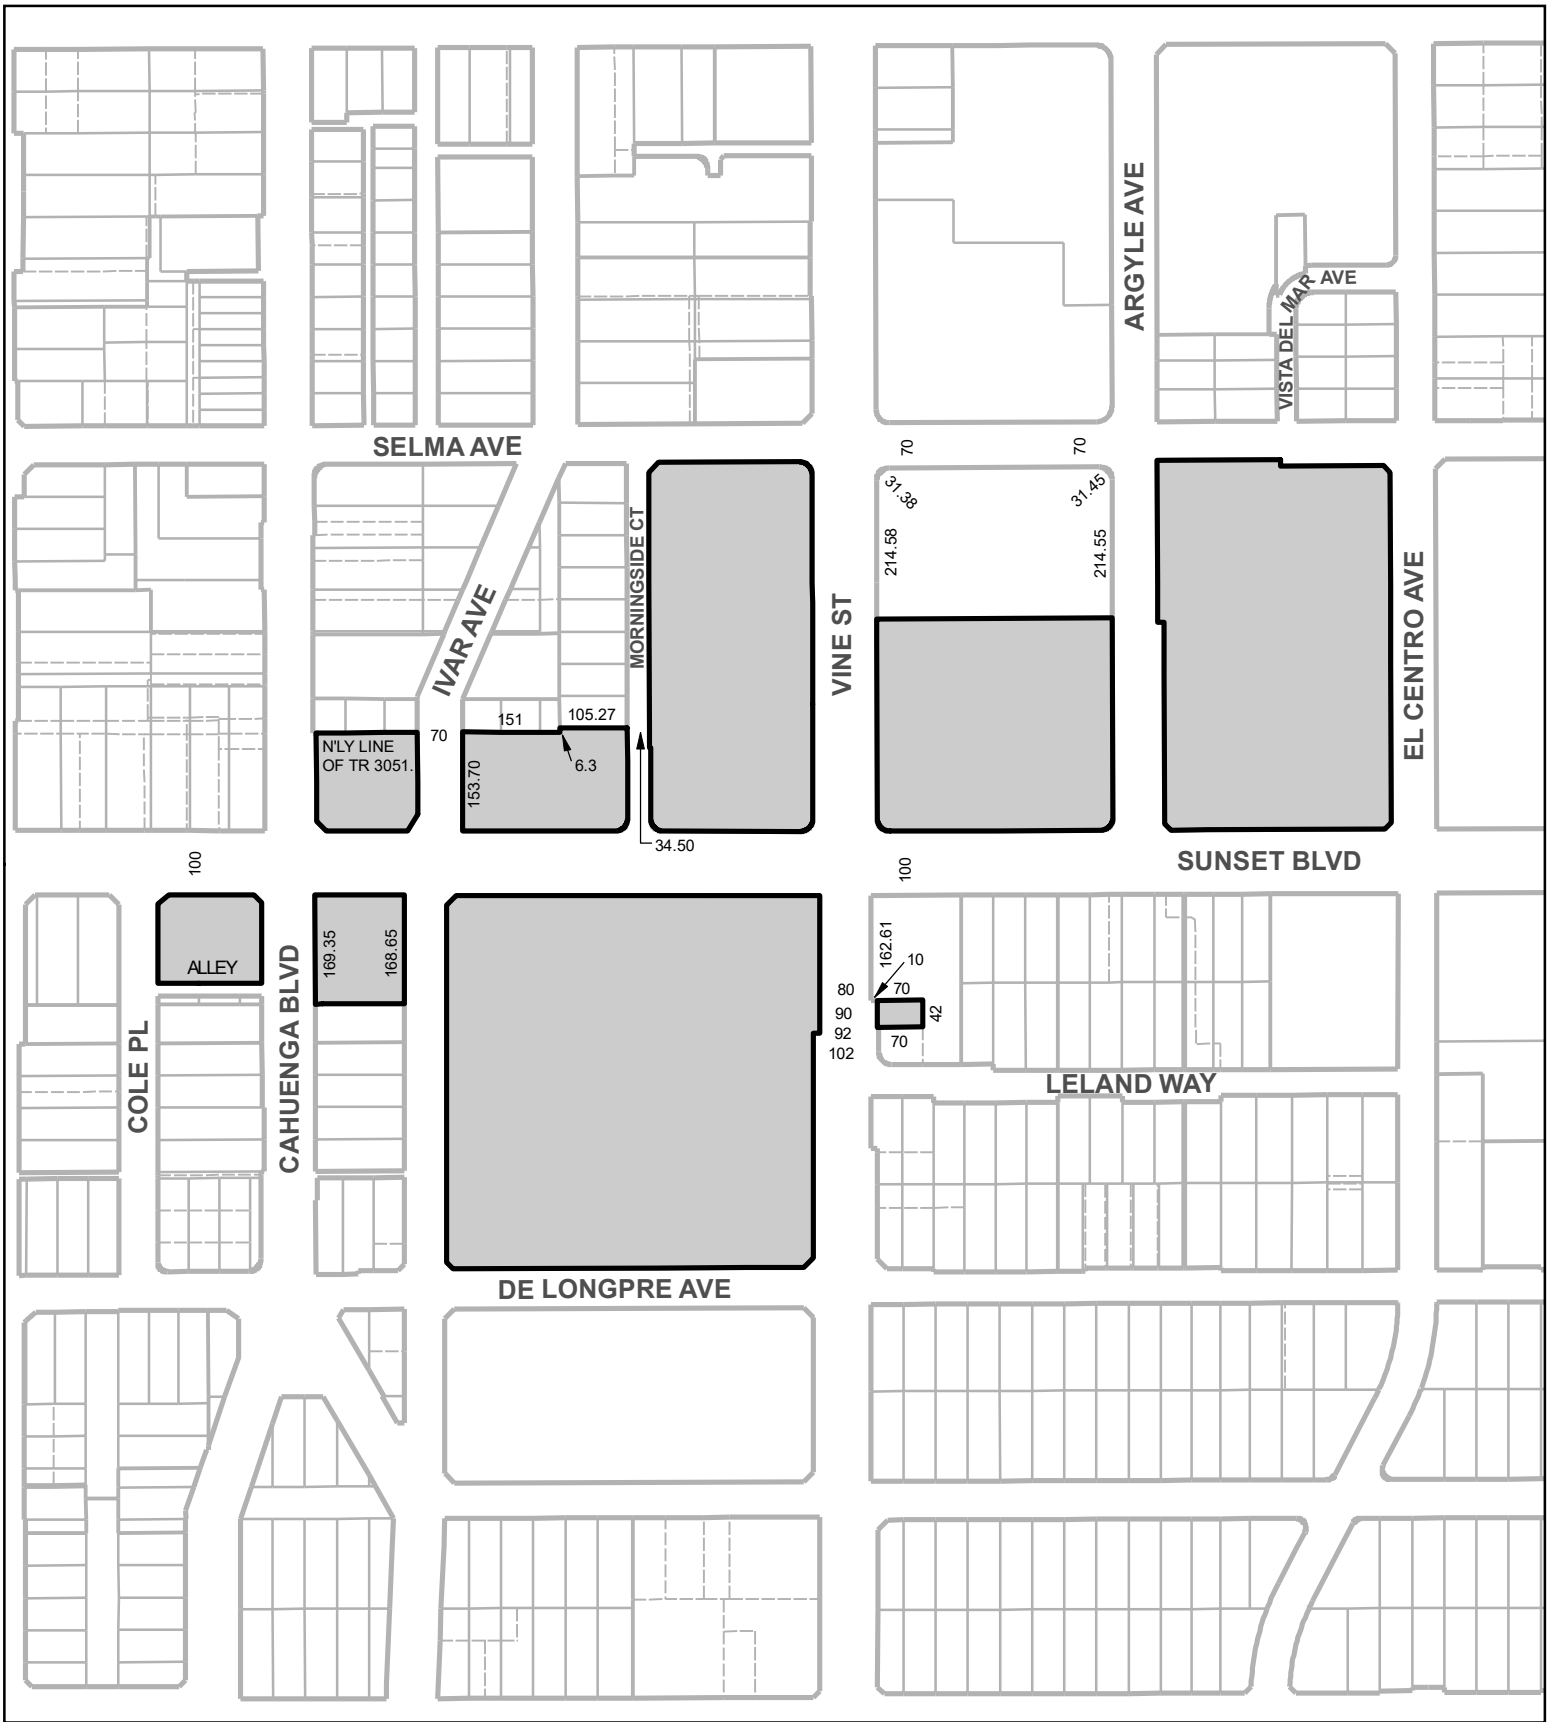 ARGYLE AVE
VISTA DEL MAR AVE
SELMA AVE
70
70
31.38
31.45
214.58
214.55
MORNINGSIDE CT
IVAR AVE
VINE ST
EL CENTRO AVE
151
105.27
70
N'LY LINE
OF TR 3051.
153.70
6.3
34.50
100
100
SUNSET BLVD
ALLEY
169.35
168.65
162.61
10
80
70
90
42
92
70
102
COLE PL
CAHUENGA BLVD
LELAND WAY
DE LONGPRE AVE